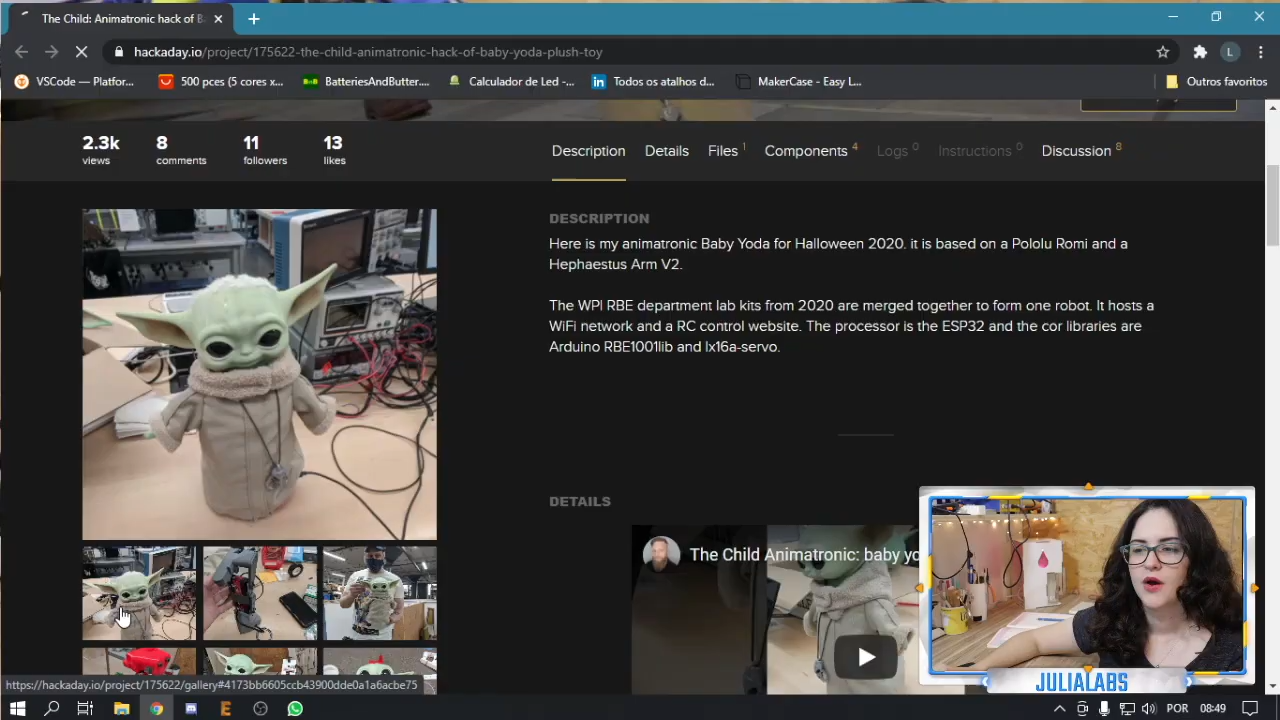 The Child: Animatronic hack of B
hackaday.io/project/175622-the-child-animatronic-hack-of-baby-yoda-plush-toy
L
VSCode — Platfor...
500 pces (5 cores x...
BatteriesAndButter....
Calculador de Led -...
in
Todos os atalhos d...
MakerCase - Easy L...
Outros favoritos
2.3k
8
11
13
views
comments
followers
likes
Description
Details
Files 1
Components 4
Logs 0
Instructions 0
Discussion 8
DESCRIPTION
Here is my animatronic Baby Yoda for Halloween 2020. it is based on a Pololu Romi and a
Hephaestus Arm V2.
The WPI RBE department lab kits from 2020 are merged together to form one robot. It hosts a
WiFi network and a RC control website. The processor is the ESP32 and the cor libraries are
Arduino RBE1001lib and lx16a-servo.
DETAILS
The Child Animatronic: baby yo
JULIALABS
https://hackaday.io/project/175622/gallery#4173bb6605ccb43900dde0a1a6acbe75
POR
08:49